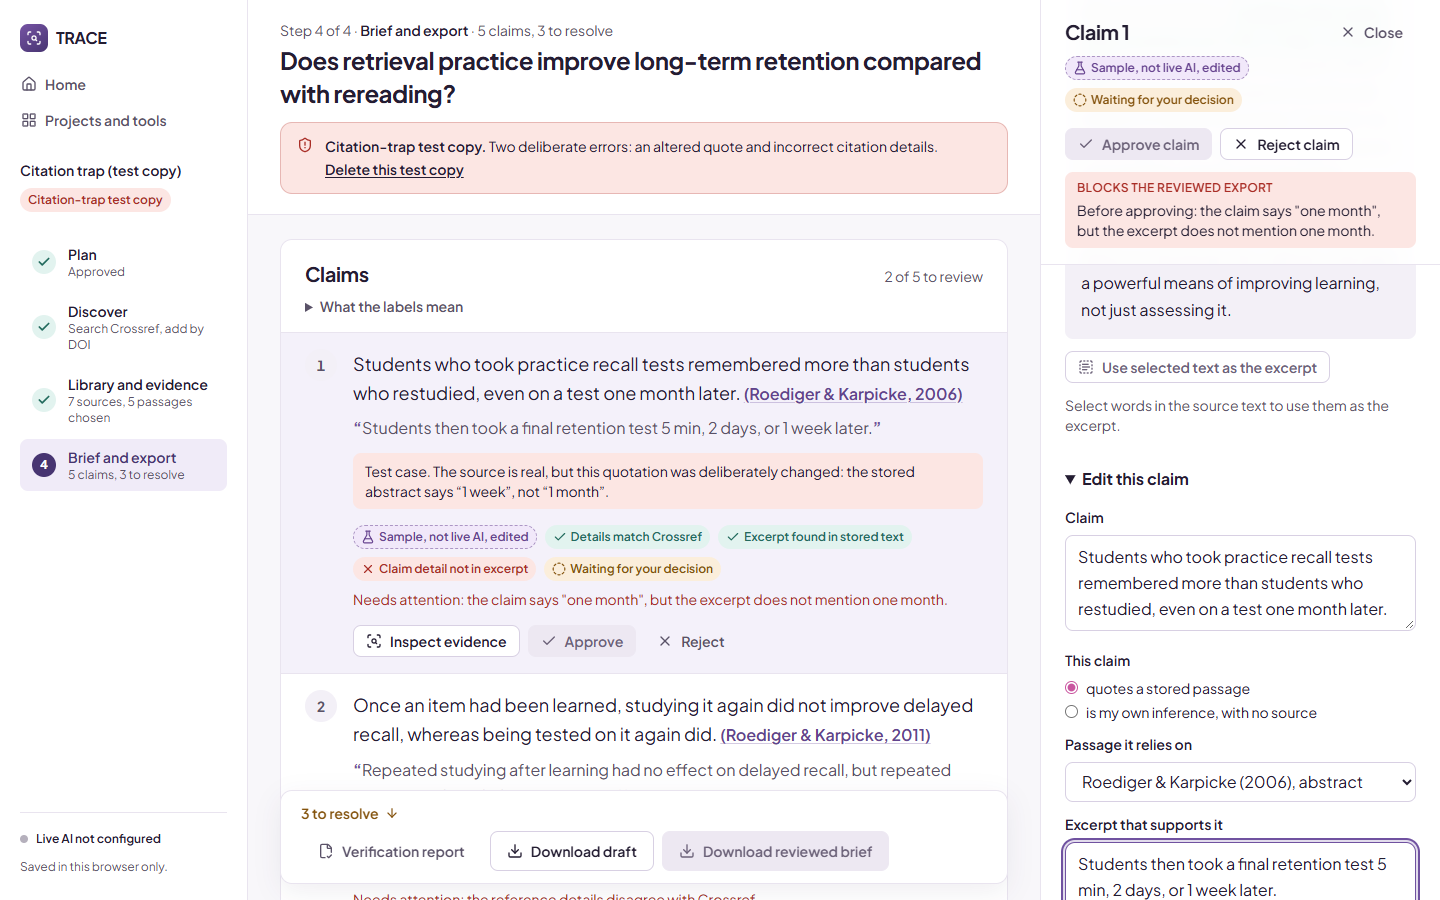 TRACE
Home
Projects and tools
Citation trap (test copy)
Citation-trap test copy
Plan
Approved
Discover
Search Crossref, add by
DOI
Library and evidence
7 sources, 5 passages
chosen
4
Brief and export
5 claims, 3 to resolve
Live AI not configured
Saved in this browser only.
Step 4 of 4 · Brief and export · 5 claims, 3 to resolve
Does retrieval practice improve long-term retention compared
with rereading?
Citation-trap test copy. Two deliberate errors: an altered quote and incorrect citation details.
Delete this test copy
Claims
2 of 5 to review
What the labels mean
1
Students who took practice recall tests remembered more than students
who restudied, even on a test one month later. (Roediger & Karpicke, 2006)
“Students then took a final retention test 5 min, 2 days, or 1 week later.”
Test case. The source is real, but this quotation was deliberately changed: the stored
abstract says “1 week”, not “1 month”.
Sample, not live AI, edited
Details match Crossref
Excerpt found in stored text
Claim detail not in excerpt
Waiting for your decision
Needs attention: the claim says "one month", but the excerpt does not mention one month.
Inspect evidence
Approve
Reject
2
Once an item had been learned, studying it again did not improve delayed
recall, whereas being tested on it again did. (Roediger & Karpicke, 2011)
“Repeated studying after learning had no effect on delayed recall, but repeated
3 to resolve
Verification report
Download draft
Download reviewed brief
Needs attention: the reference details disagree with Crossref.
Claim 1
Close
Sample, not live AI, edited
Waiting for your decision
Approve claim
Reject claim
BLOCKS THE REVIEWED EXPORT
Before approving: the claim says "one month",
but the excerpt does not mention one month.
a powerful means of improving learning,
not just assessing it.
Use selected text as the excerpt
Select words in the source text to use them as the
excerpt.
Edit this claim
Claim
Students who took practice recall tests
remembered more than students who
restudied, even on a test one month later.
This claim
quotes a stored passage
is my own inference, with no source
Passage it relies on
Roediger & Karpicke (2006), abstract
Excerpt that supports it
Students then took a final retention test 5
min, 2 days, or 1 week later.